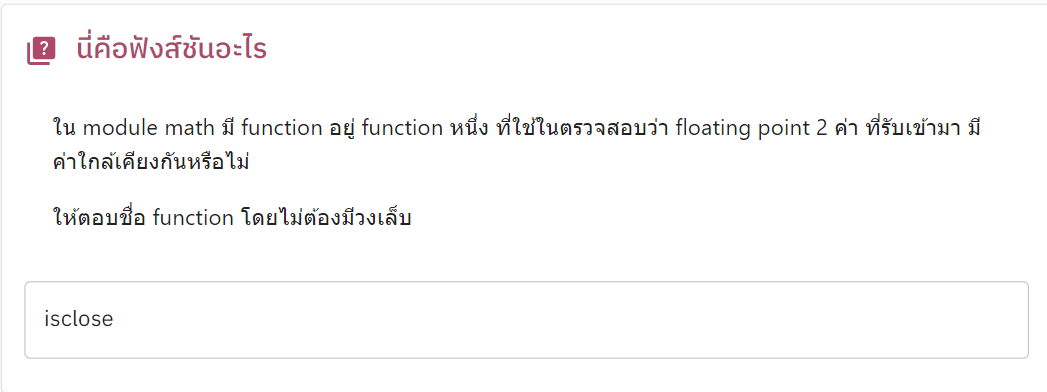 นี่คือฟังส์ชันอะไร
ใน module math มี function อยู่ function หนึ่ง ที่ใช้ในตรวจสอบว่า floating point 2 ค่า ที่รับเข้ามา มี
ค่าใกล้เคียงกันหรือไม่
ให้ตอบชื่อ function โดยไม่ต้องมีวงเล็บ
isclose